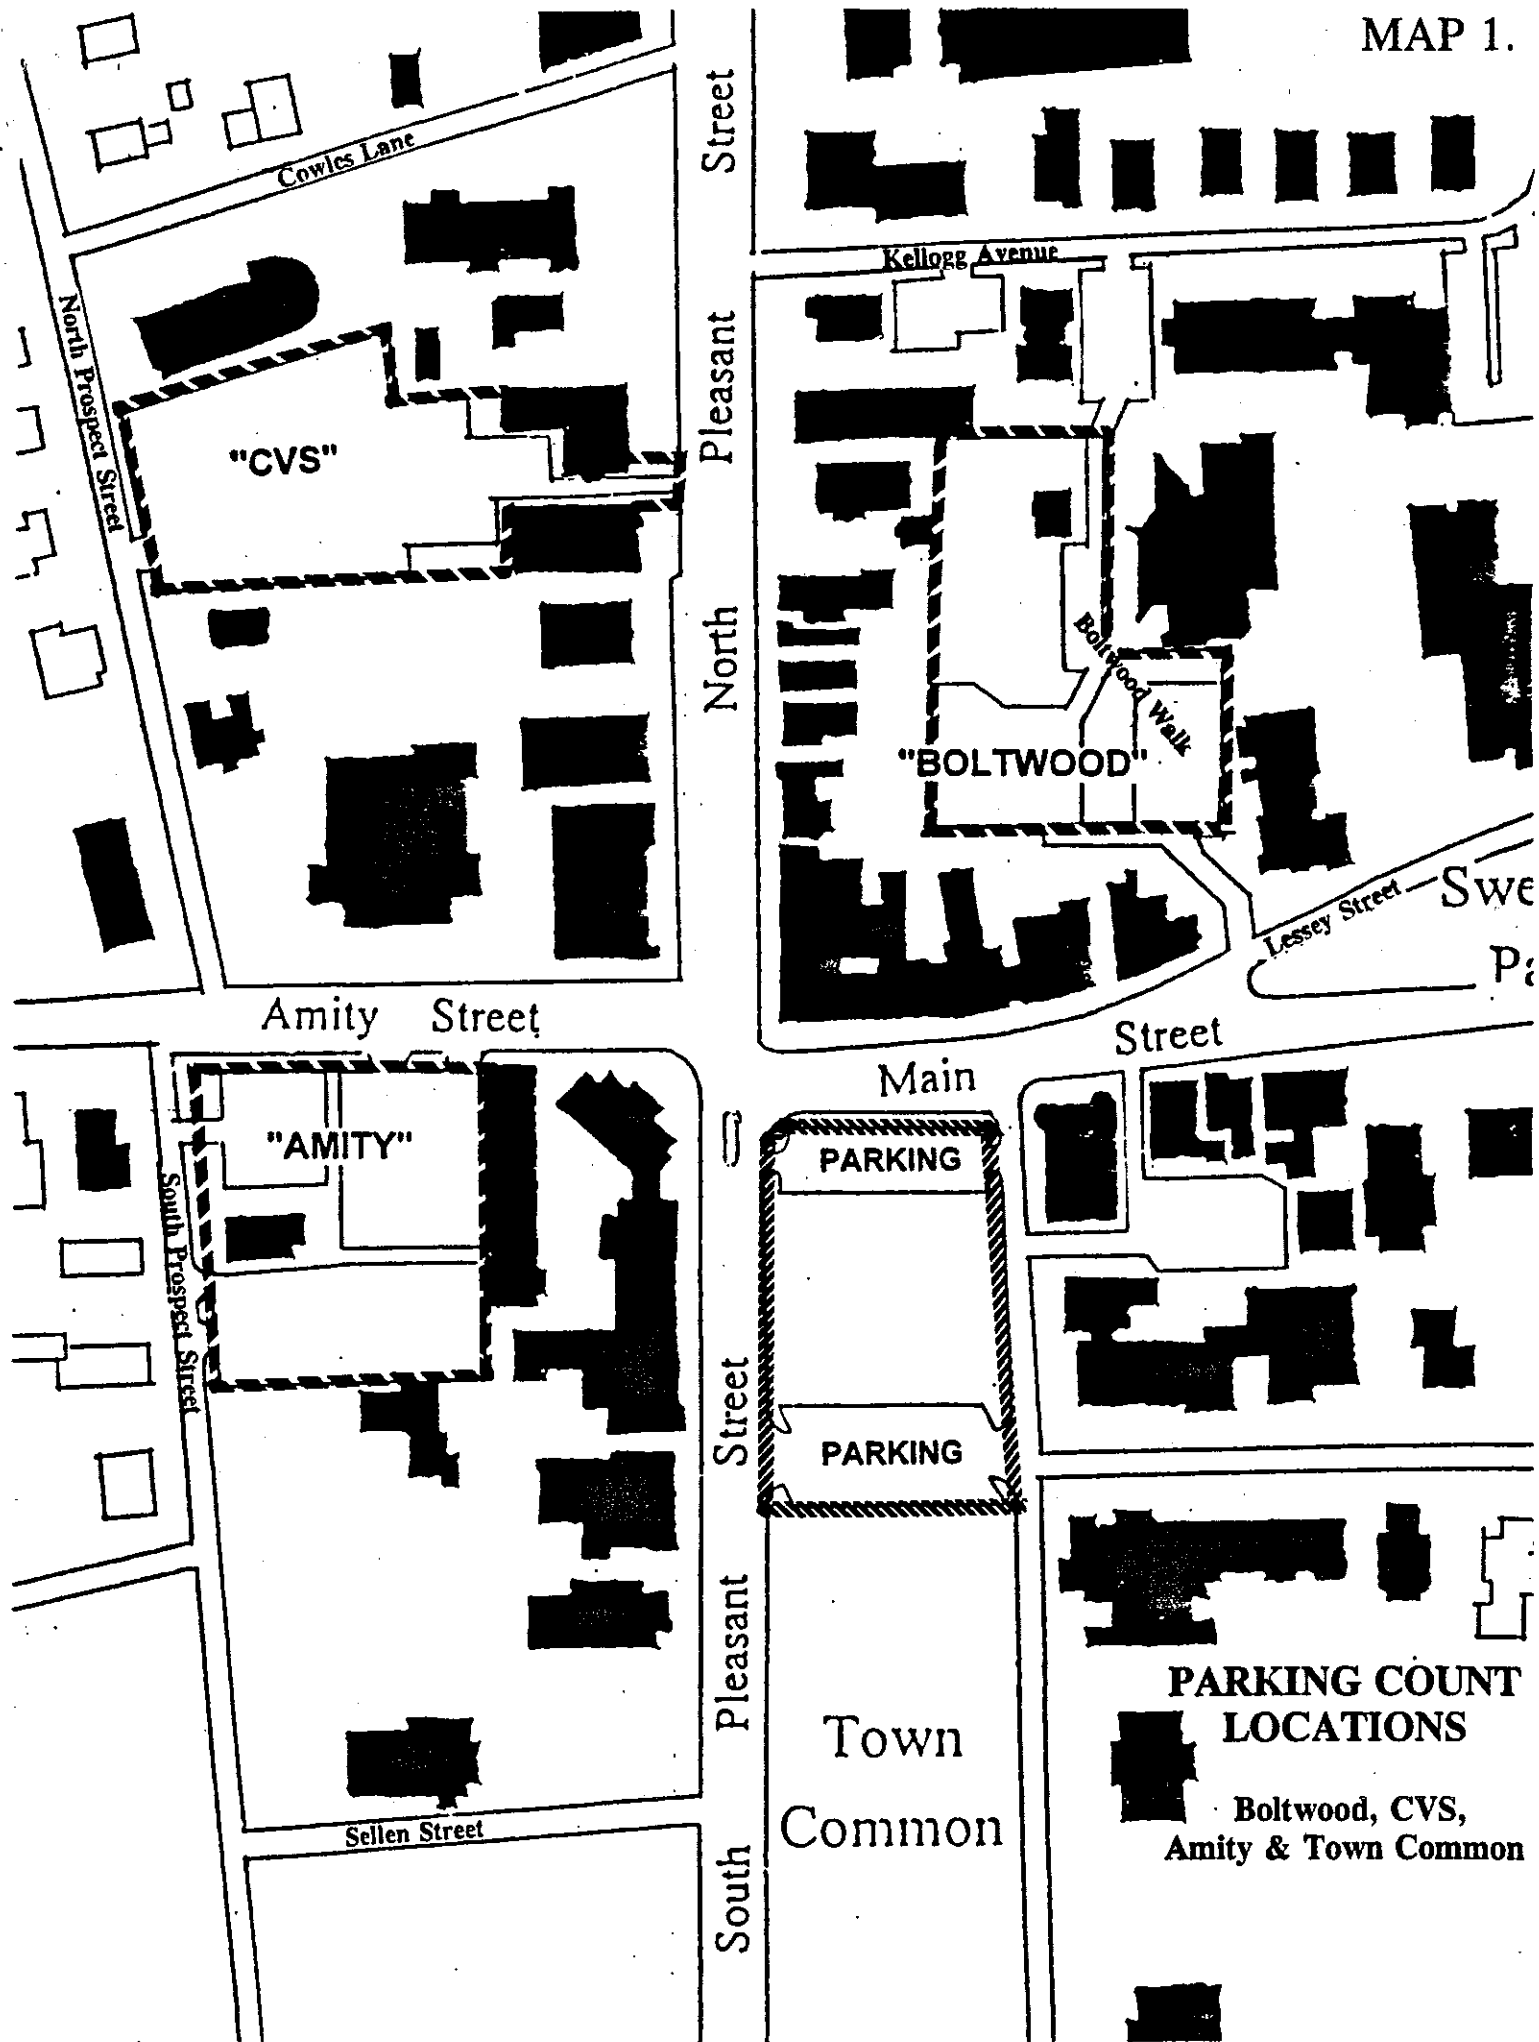 MAP 1.
Street
Cowles Lane
Kellogg Avenue
North Prospect Street
Pleasant
"CVS"
North
Boltwood Walk
"BOLTWOOD"
Lessey Street
Amity Street
Street
Main
"AMITY"
PARKING
South Prospect Street
Street
PARKING
Pleasant
PARKING COUNT
LOCATIONS
Town
Common
Boltwood, CVS,
Amity & Town Common
Sellen Street
South